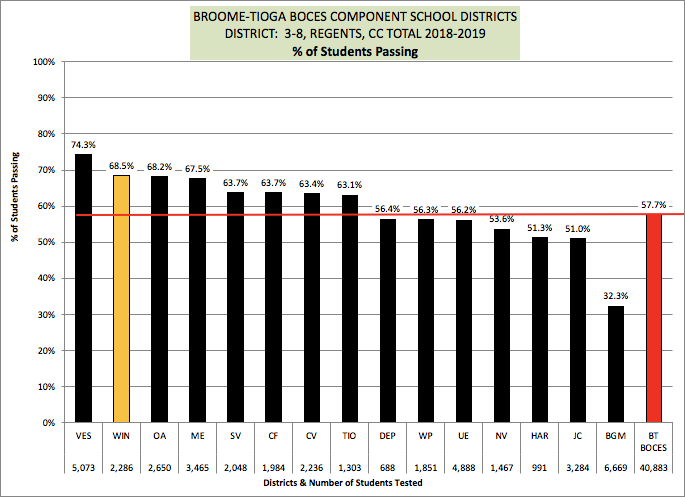 BROOME-TIOGA BOCES COMPONENT SCHOOL DISTRICTS
DISTRICT:  3-8, REGENTS, CC TOTAL 2018-2019
% of Students Passing
% of Students Passing
100%
90%
80%
70%
60%
50%
40%
30%
20%
10%
0%
74.3% 68.5% 68.2% 67.5% 63.7% 63.7% 63.4% 63.1% 56.4% 56.3% 56.2% 53.6% 51.3% 51.0% 32.3% 57.7%
VES WIN OA ME SV CF CV TIO DEP WP UE NV HAR JC BGM BT
BOCES
5,073 2,286 2,650 3,465 2,048 1,984 2,236 1,303 688 1,851 4,888 1,467 991 3,284 6,669 40,883
Districts & Number of Students Tested